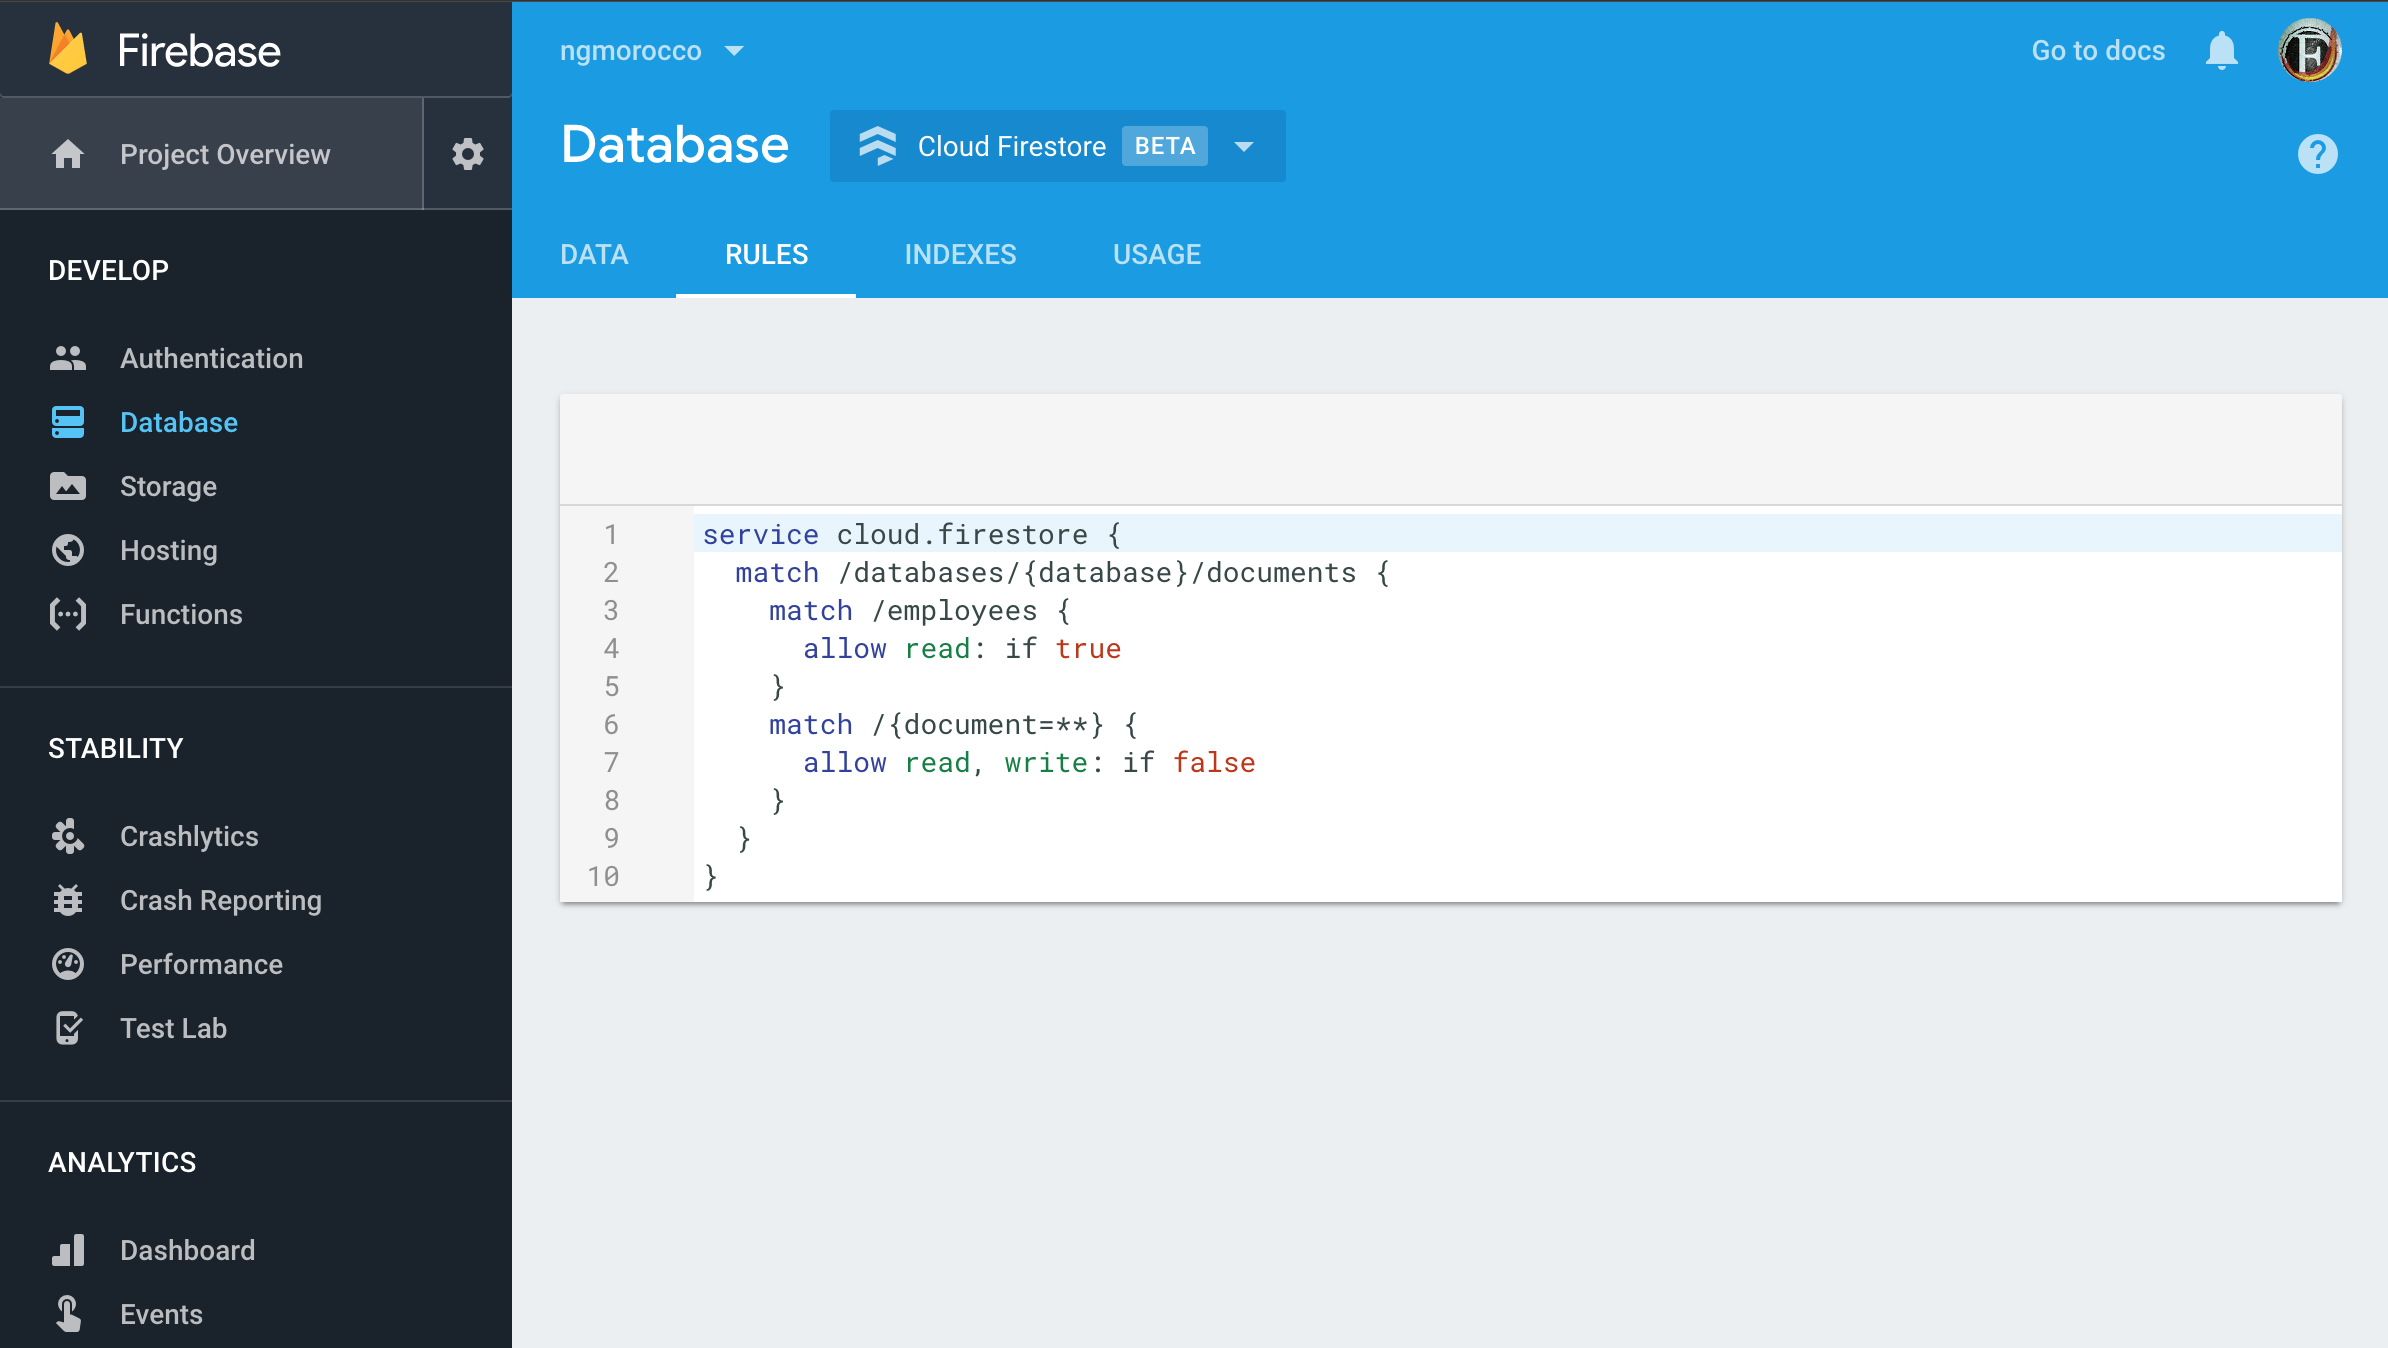 Firebase
Project Overview
DEVELOP
Authentication
Database
Storage
Hosting
Functions
STABILITY
Crashlytics
Crash Reporting
Performance
Test Lab
ANALYTICS
Dashboard
Events
ngmorocco
Go to docs
F
Database
Cloud Firestore BETA
?
DATA RULES INDEXES USAGE
1 service cloud.firestore {
2   match /databases/{database}/documents {
3     match /employees {
4       allow read: if true
5     }
6     match /{document=**} {
7       allow read, write: if false
8     }
9   }
10 }